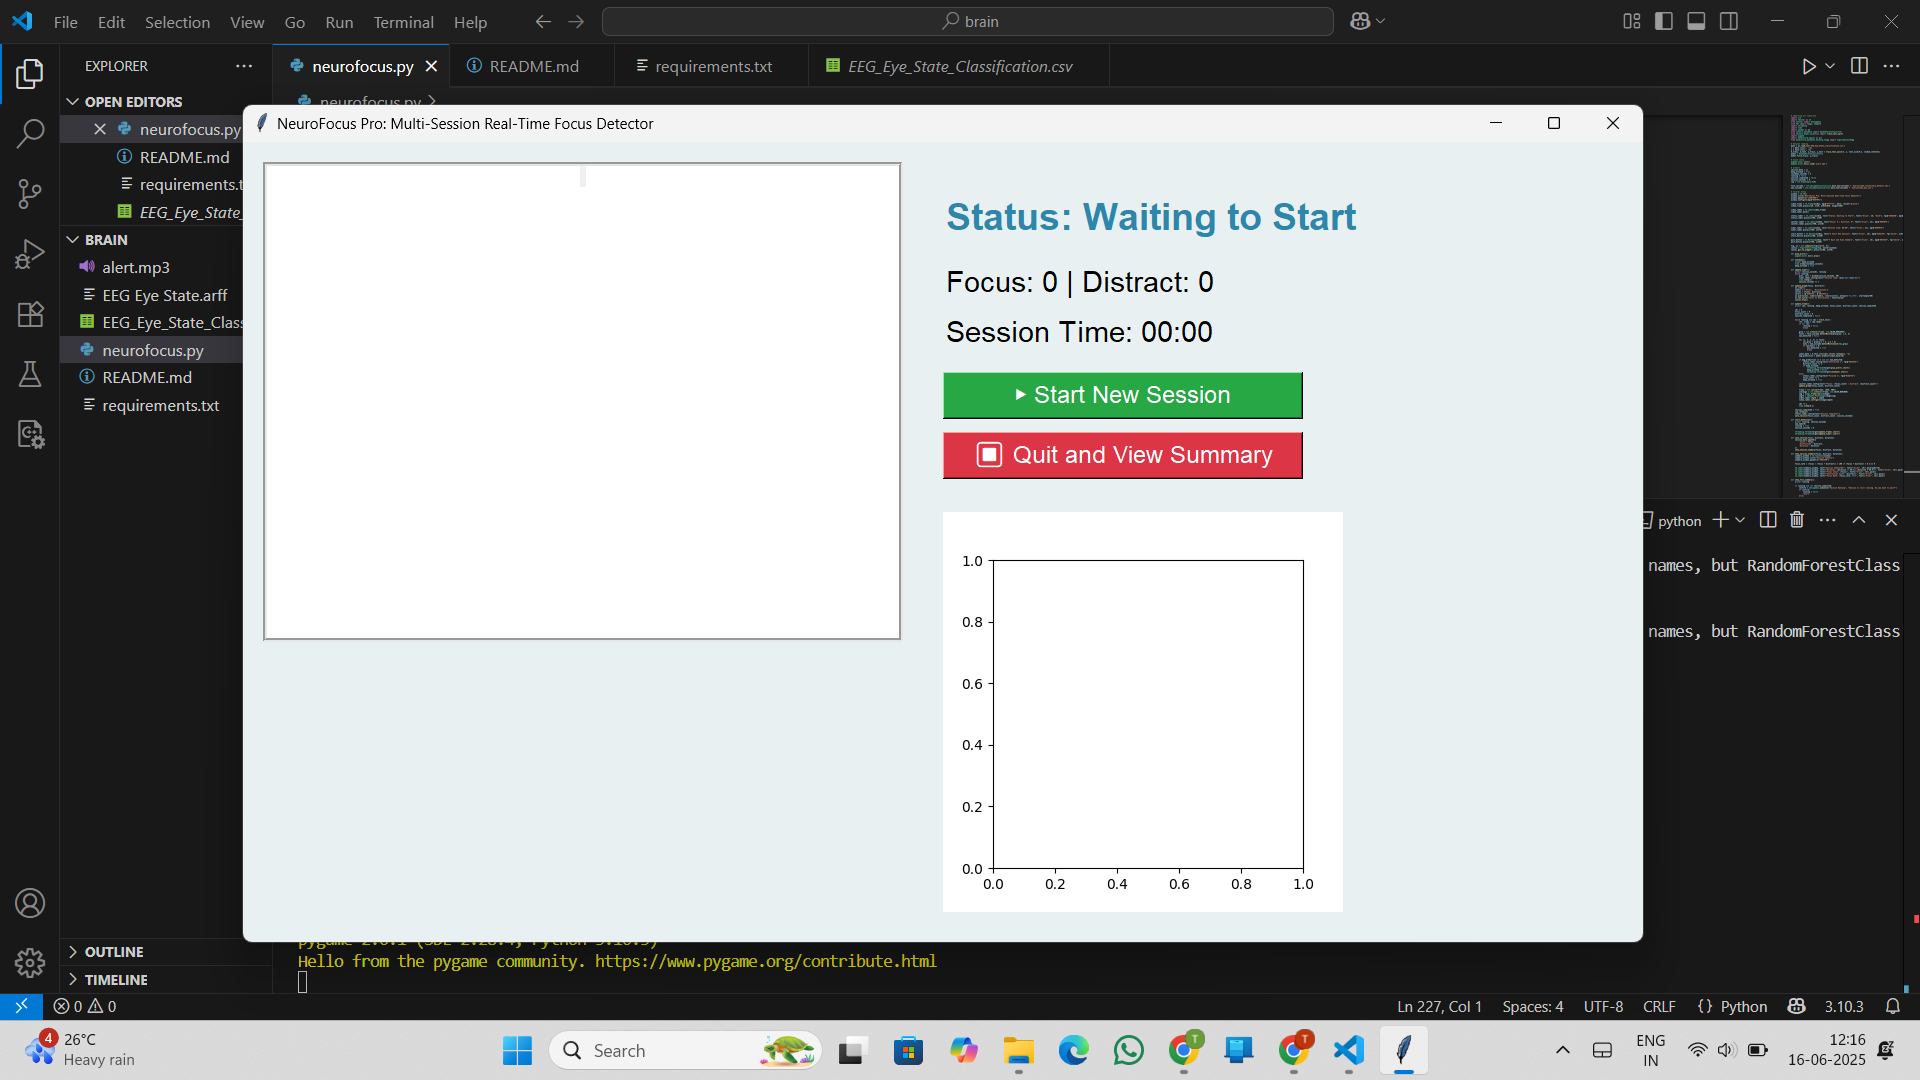 File Edit Selection View Go Run Terminal Help
brain
EXPLORER
neurofocus.py
README.md
requirements.txt
EEG_Eye_State_Classification.csv
OPEN EDITORS
neurofocus.py
neurofocus.py
README.md
requirements.t
EEG_Eye_State_
BRAIN
alert.mp3
EEG Eye State.arff
EEG_Eye_State_Clas
neurofocus.py
README.md
requirements.txt
NeuroFocus Pro: Multi-Session Real-Time Focus Detector
Status: Waiting to Start
Focus: 0 | Distract: 0
Session Time: 00:00
Start New Session
Quit and View Summary
1.0
0.8
0.6
0.4
0.2
0.0
0.0 0.2 0.4 0.6 0.8 1.0
python
names, but RandomForestClass
names, but RandomForestClass
Hello from the pygame community. https://www.pygame.org/contribute.html
OUTLINE
TIMELINE
0 0
Ln 227, Col 1 Spaces: 4 UTF-8 CRLF {} Python 3.10.3
4
26°C
Heavy rain
Search
T
T
ENG
IN
12:16
16-06-2025